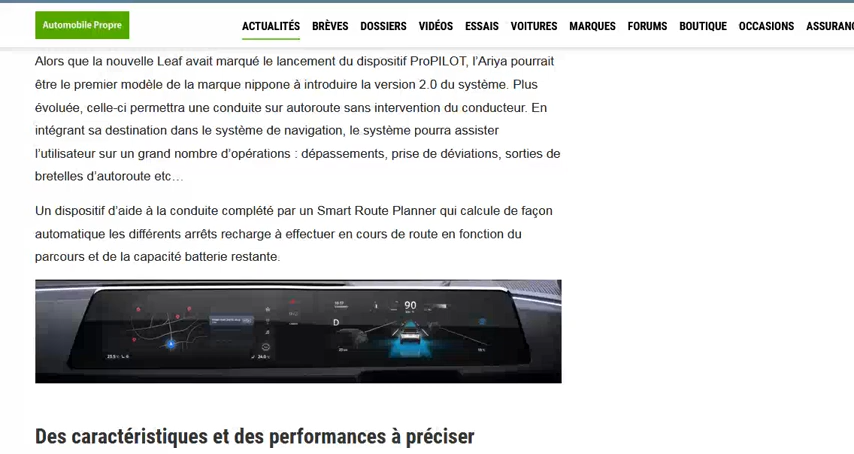 Automobile Propre
ACTUALITÉS BRÈVES DOSSIERS VIDÉOS ESSAIS VOITURES MARQUES FORUMS BOUTIQUE OCCASIONS ASSURANC
Alors que la nouvelle Leaf avait marqué le lancement du dispositif ProPILOT, l’Ariya pourrait
être le premier modèle de la marque nippone à introduire la version 2.0 du système. Plus
évoluée, celle-ci permettra une conduite sur autoroute sans intervention du conducteur. En
intégrant sa destination dans le système de navigation, le système pourra assister
l’utilisateur sur un grand nombre d’opérations : dépassements, prise de déviations, sorties de
bretelles d’autoroute etc…
Un dispositif d’aide à la conduite complété par un Smart Route Planner qui calcule de façon
automatique les différents arrêts recharge à effectuer en cours de route en fonction du
parcours et de la capacité batterie restante.
90
D
Des caractéristiques et des performances à préciser